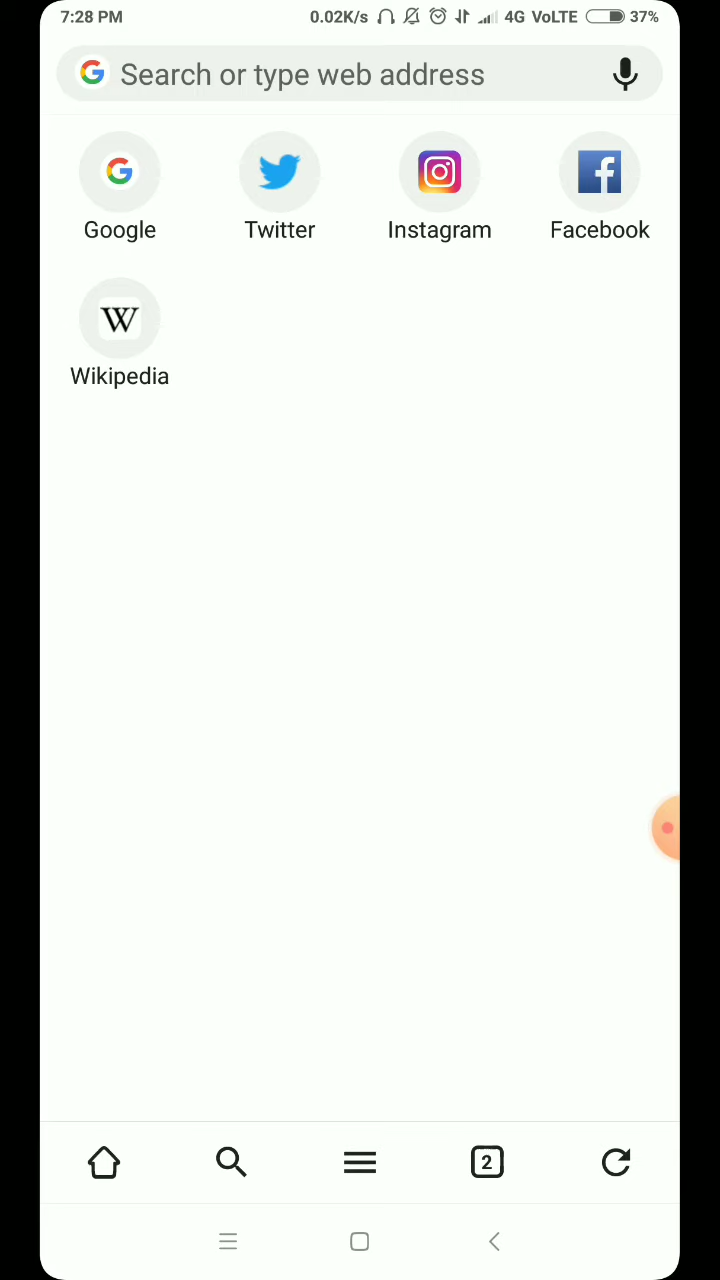 7:28 PM 0.02K/s 4G VoLTE 37%
G Search or type web address
G f
Google Twitter Instagram Facebook
W
Wikipedia
2